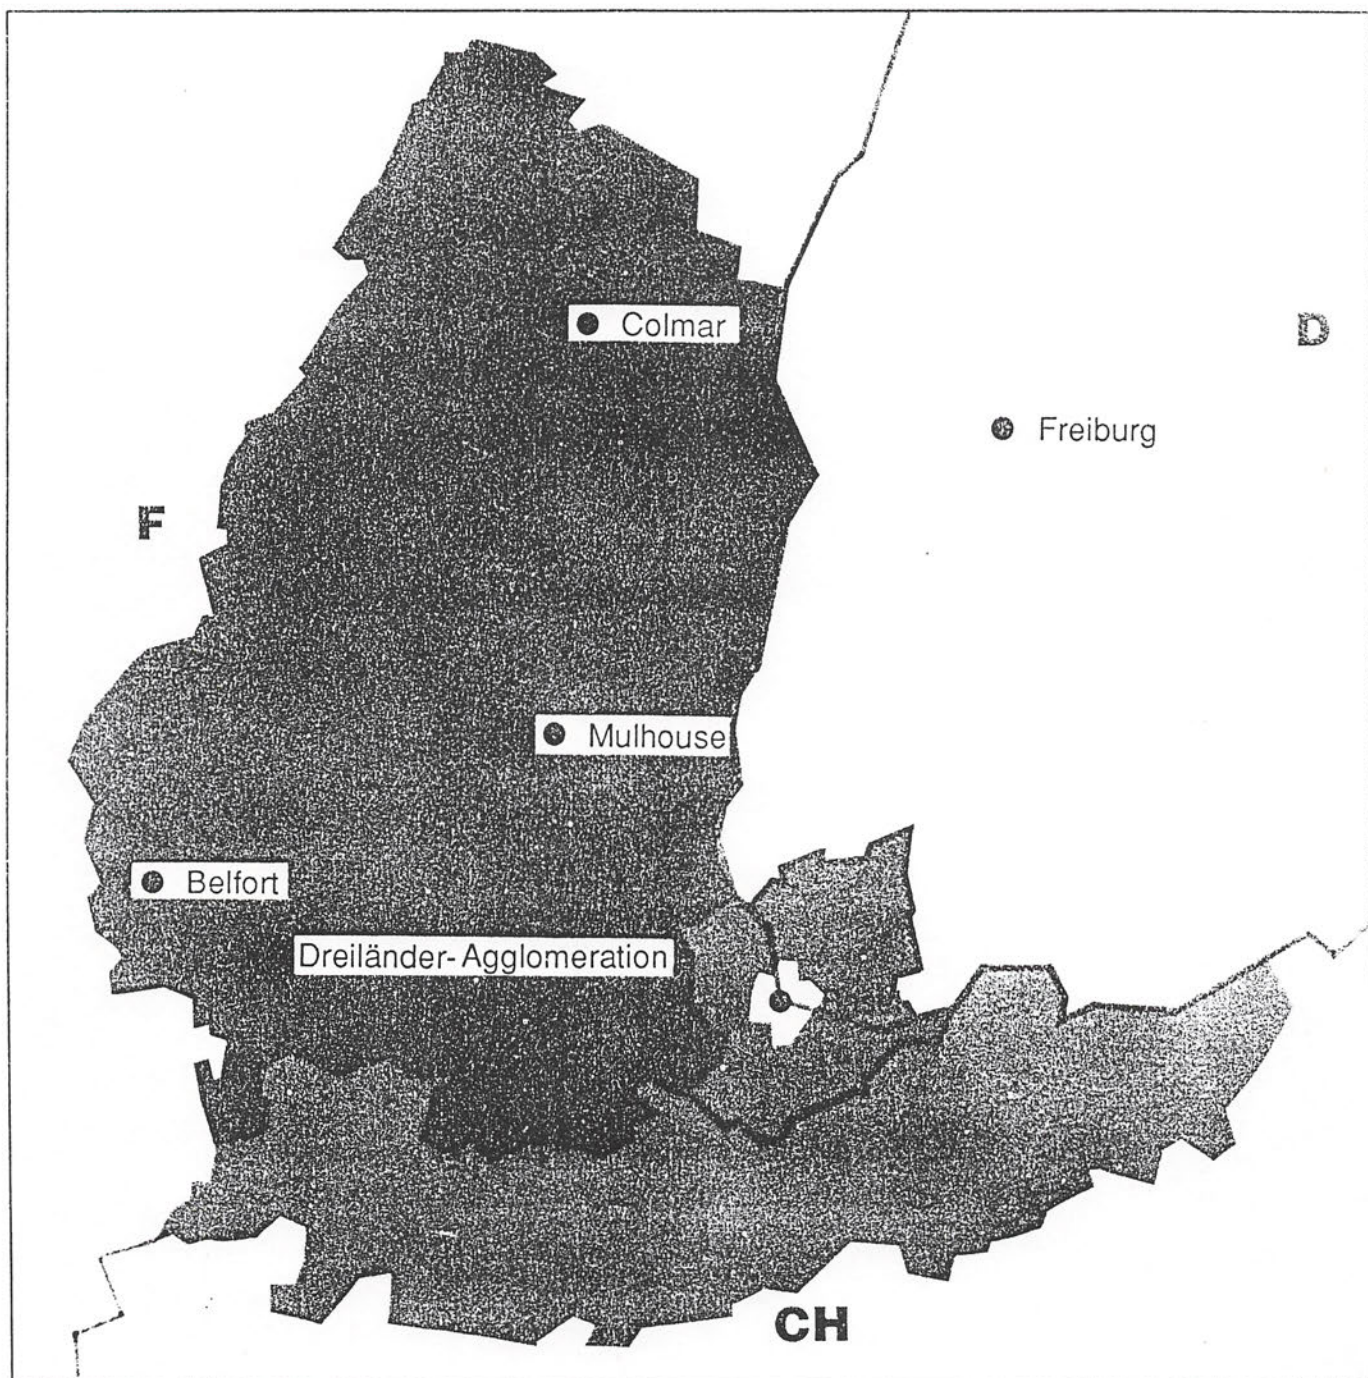 Colmar
D
Freiburg
F
Mulhouse
Belfort
Dreiländer-Agglomeration
CH